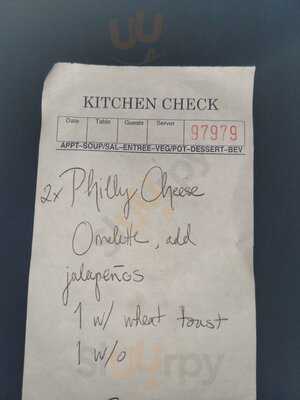 KITCHEN CHECK
Date Table Guests Server 97979
APPT-SOUP/SAL-ENTREE-VEG/POT-DESSERT-BEV
2x Philly Cheese
Omelette, add
jalapeños
1 w/ wheat toast
1 w/o
Sluurpy